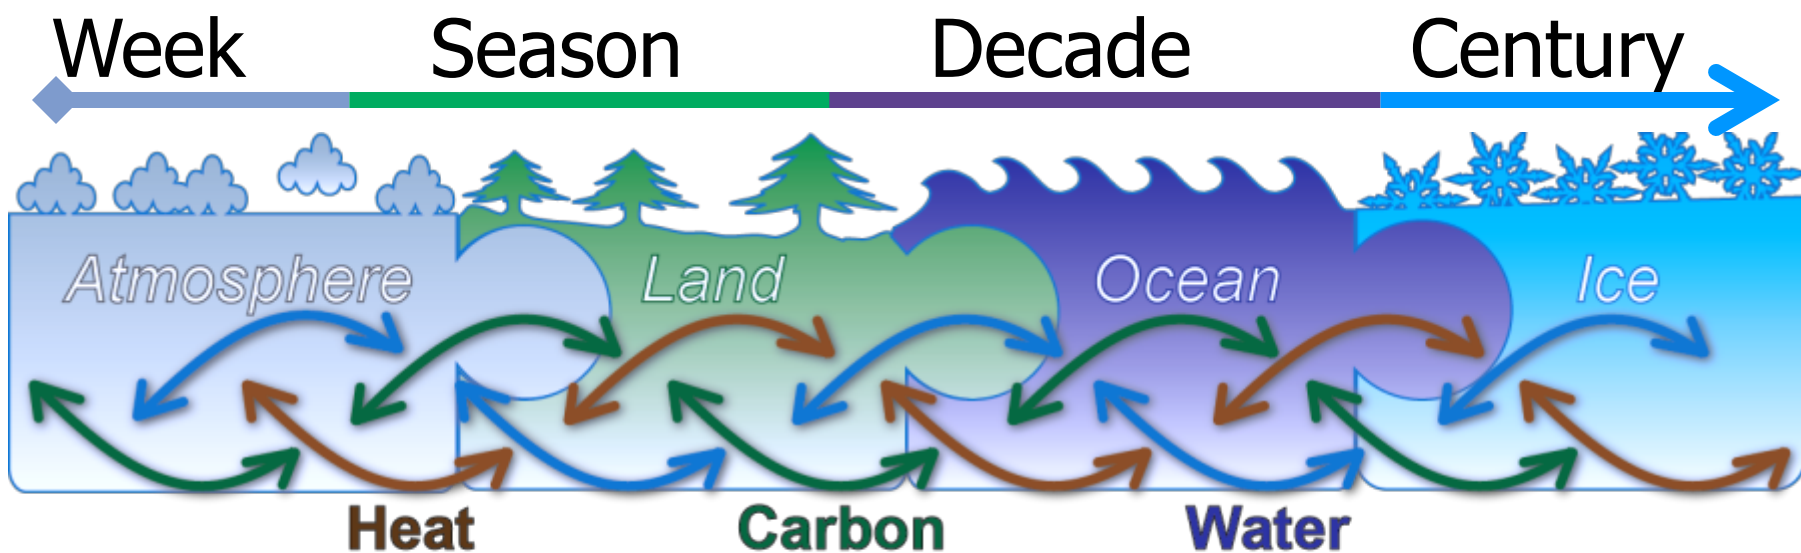 Week Season Decade Century
Atmosphere Land Ocean Ice
Heat Carbon Water